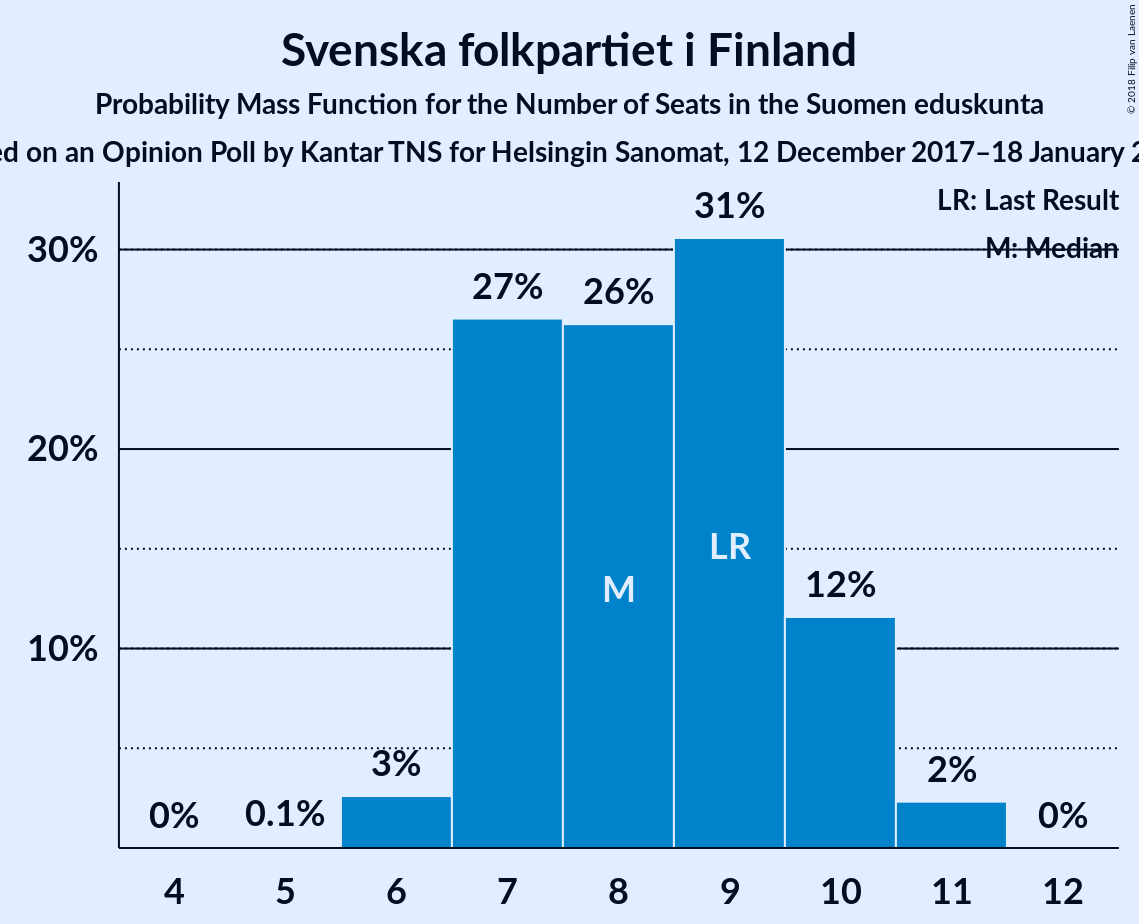 Svenska folkpartiet i Finland
Probability Mass Function for the Number of Seats in the Suomen eduskunta
on an Opinion Poll by Kantar TNS for Helsingin Sanomat, 12 December 2017–18 January
© 2018 Filip van Laenen
LR: Last Result
M: Median
30%
20%
10%
0%
0.1%
3%
27%
26%
31%
12%
2%
0%
M
LR
4 5 6 7 8 9 10 11 12